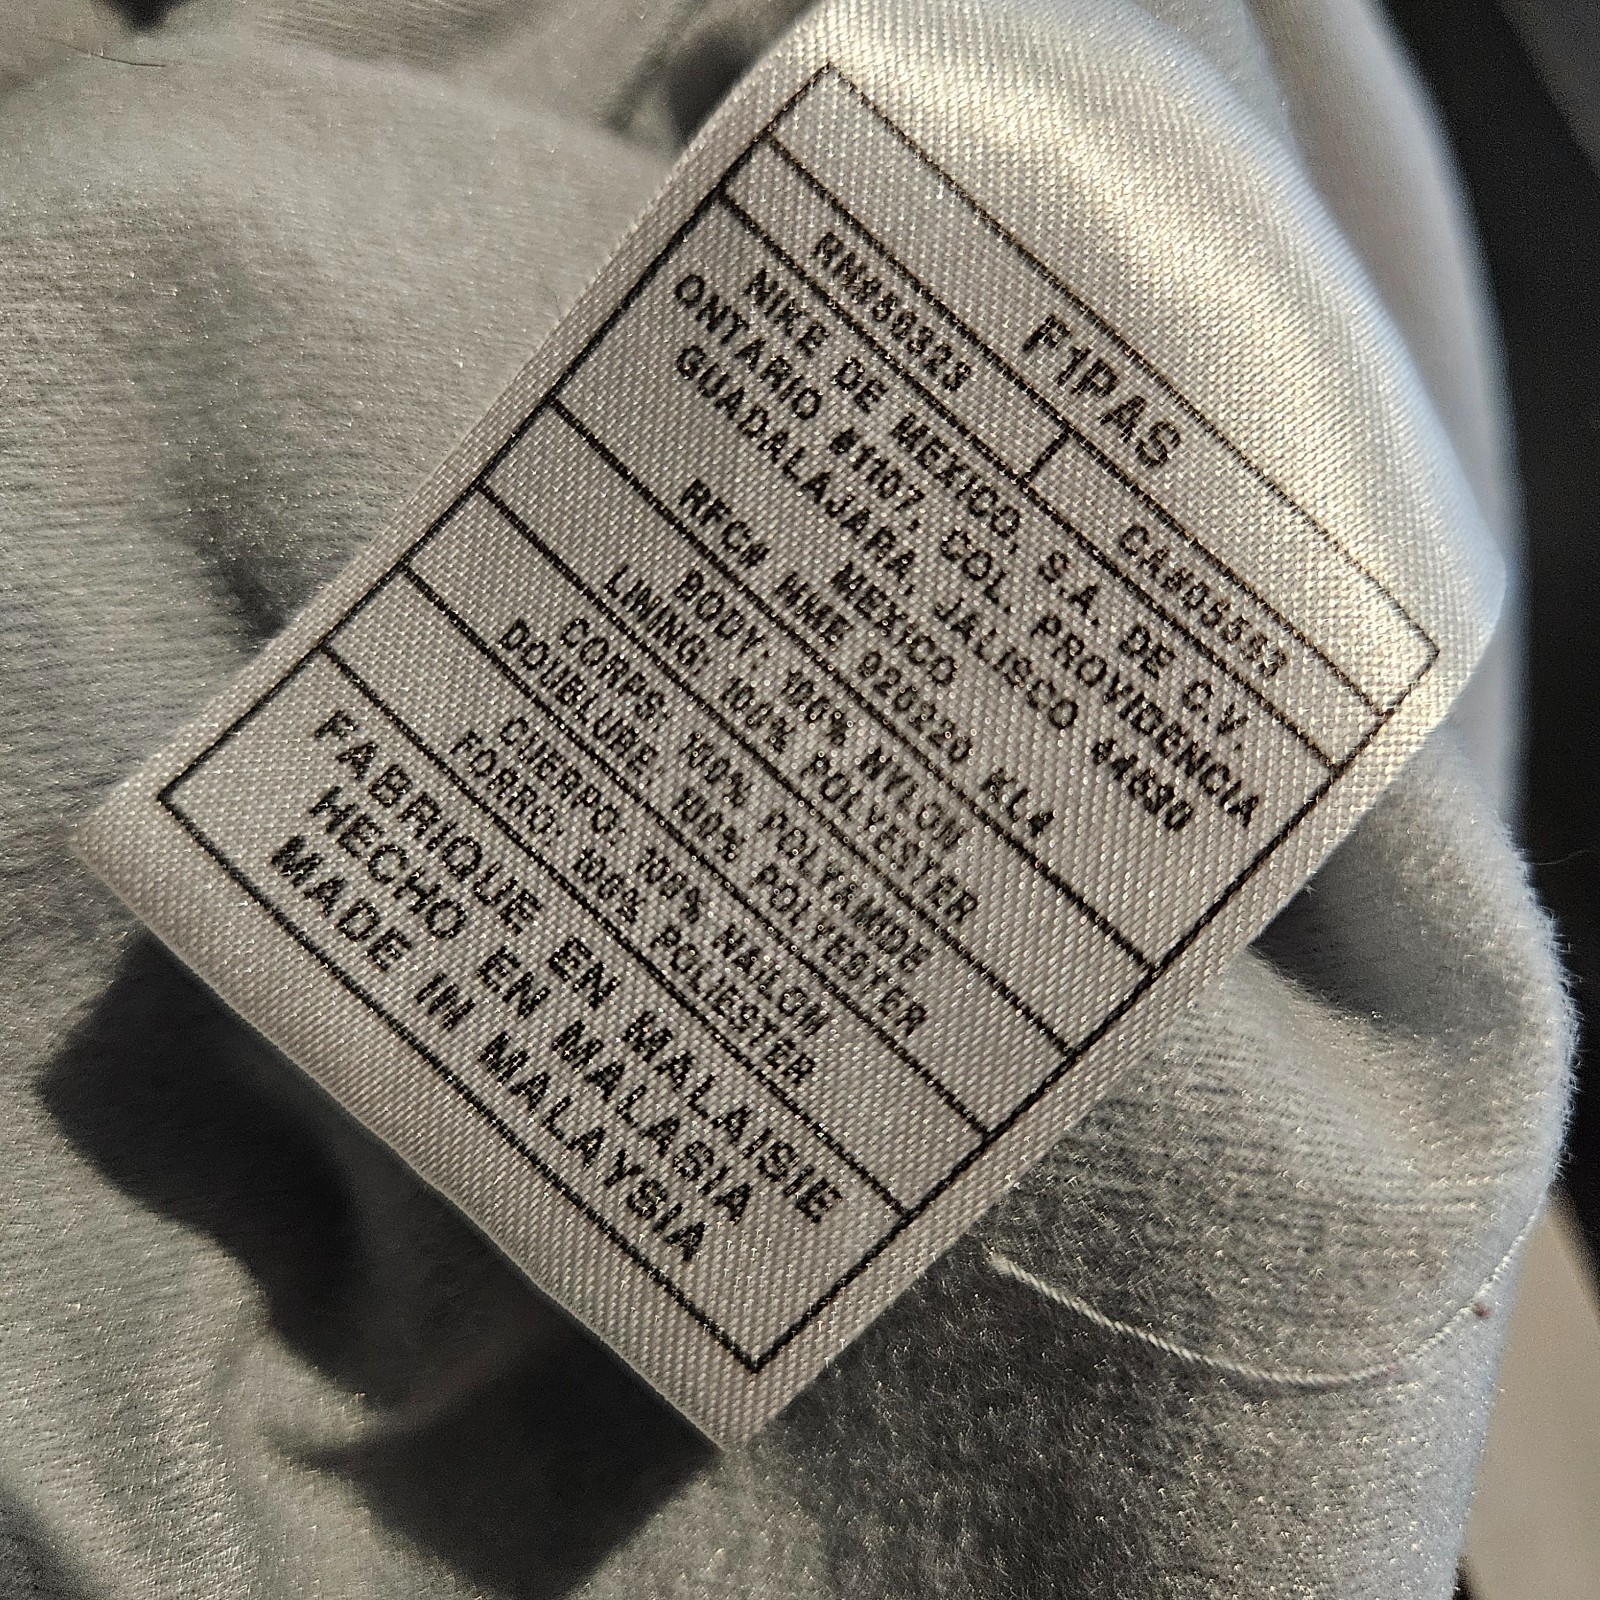 F1PAS
RN#56323 CA#05553
NIKE DE MEXICO, S.A. DE C.V.
ONTARIO #1107, COL. PROVIDENCIA
GUADALAJARA, JALISCO 44630
MEXICO
RFC# NME 920220 KL4
BODY: 100% NYLON
LINING: 100% POLYESTER
CORPS: 100% POLYAMIDE
DOUBLURE: 100% POLYESTER
CUERPO: 100% NAILON
FORRO: 100% POLIESTER
FABRIQUE EN MALAISIE
HECHO EN MALASIA
MADE IN MALAYSIA